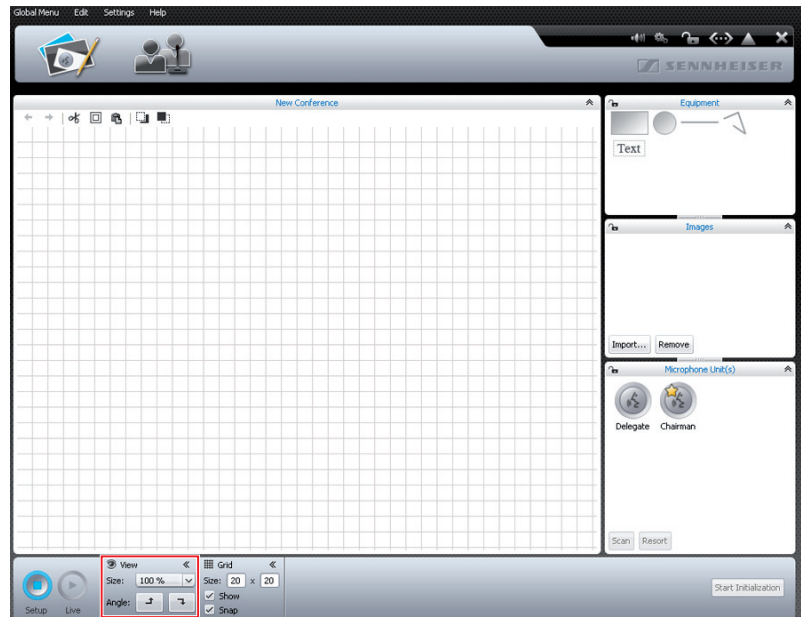 Global Menu Edit Settings Help
SENNHEISER
New Conference
Equipment
Text
Images
Import... Remove
Microphone Unit(s)
Delegate Chairman
Scan Resort
View
Size: 100 %
Angle:
Grid
Size: 20 x 20
Show
Snap
Setup Live
Start Initialization